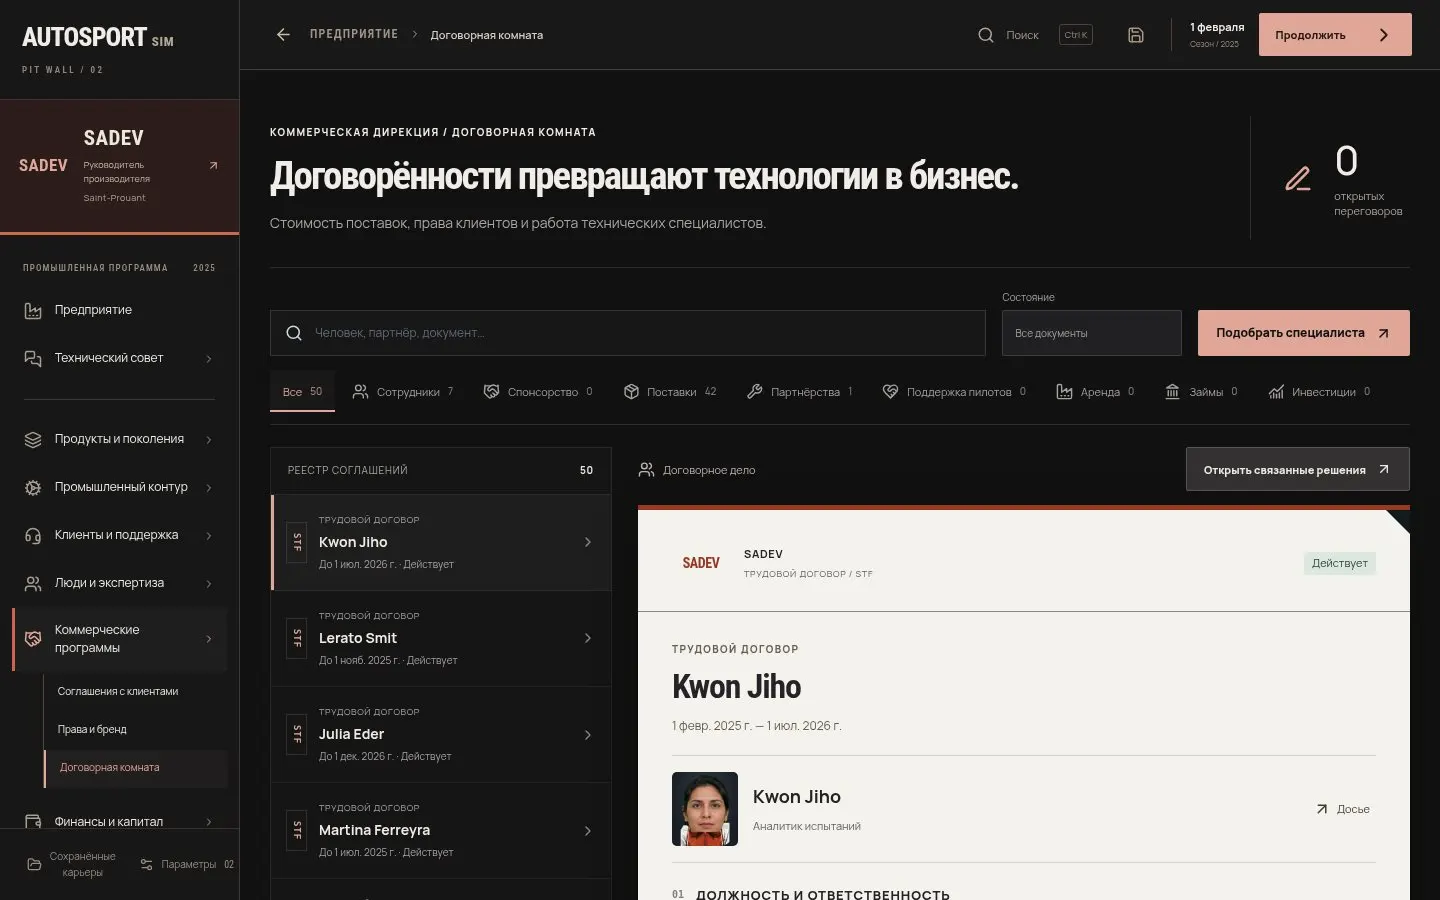 AUTOSPORT SIM
PIT WALL / 02
SADEV
SADEV
Руководитель
производителя
Saint-Prouant
ПРОМЫШЛЕННАЯ ПРОГРАММА 2025
Предприятие
Технический совет
Продукты и поколения
Промышленный контур
Клиенты и поддержка
Люди и экспертиза
Коммерческие
программы
Соглашения с клиентами
Права и бренд
Договорная комната
Финансы и капитал
Сохранённые
карьеры
Параметры 02
ПРЕДПРИЯТИЕ
Договорная комната
Поиск Ctrl K
1 февраля
Сезон / 2025
Продолжить
КОММЕРЧЕСКАЯ ДИРЕКЦИЯ / ДОГОВОРНАЯ КОМНАТА
Договорённости превращают технологии в бизнес.
Стоимость поставок, права клиентов и работа технических специалистов.
0
открытых
переговоров
Человек, партнёр, документ...
Состояние
Все документы
Подобрать специалиста
Все 50
Сотрудники 7
Спонсорство 0
Поставки 42
Партнёрства 1
Поддержка пилотов 0
Аренда 0
Займы 0
Инвестиции 0
РЕЕСТР СОГЛАШЕНИЙ 50
STF
ТРУДОВОЙ ДОГОВОР
Kwon Jiho
До 1 июл. 2026 г. · Действует
STF
ТРУДОВОЙ ДОГОВОР
Lerato Smit
До 1 нояб. 2025 г. · Действует
STF
ТРУДОВОЙ ДОГОВОР
Julia Eder
До 1 дек. 2026 г. · Действует
STF
ТРУДОВОЙ ДОГОВОР
Martina Ferreyra
До 1 июл. 2026 г. · Действует
Договорное дело
Открыть связанные решения
SADEV
SADEV
ТРУДОВОЙ ДОГОВОР / STF
Действует
ТРУДОВОЙ ДОГОВОР
Kwon Jiho
1 февр. 2025 г. — 1 июл. 2026 г.
Kwon Jiho
Аналитик испытаний
Досье
01 ДОЛЖНОСТЬ И ОТВЕТСТВЕННОСТЬ